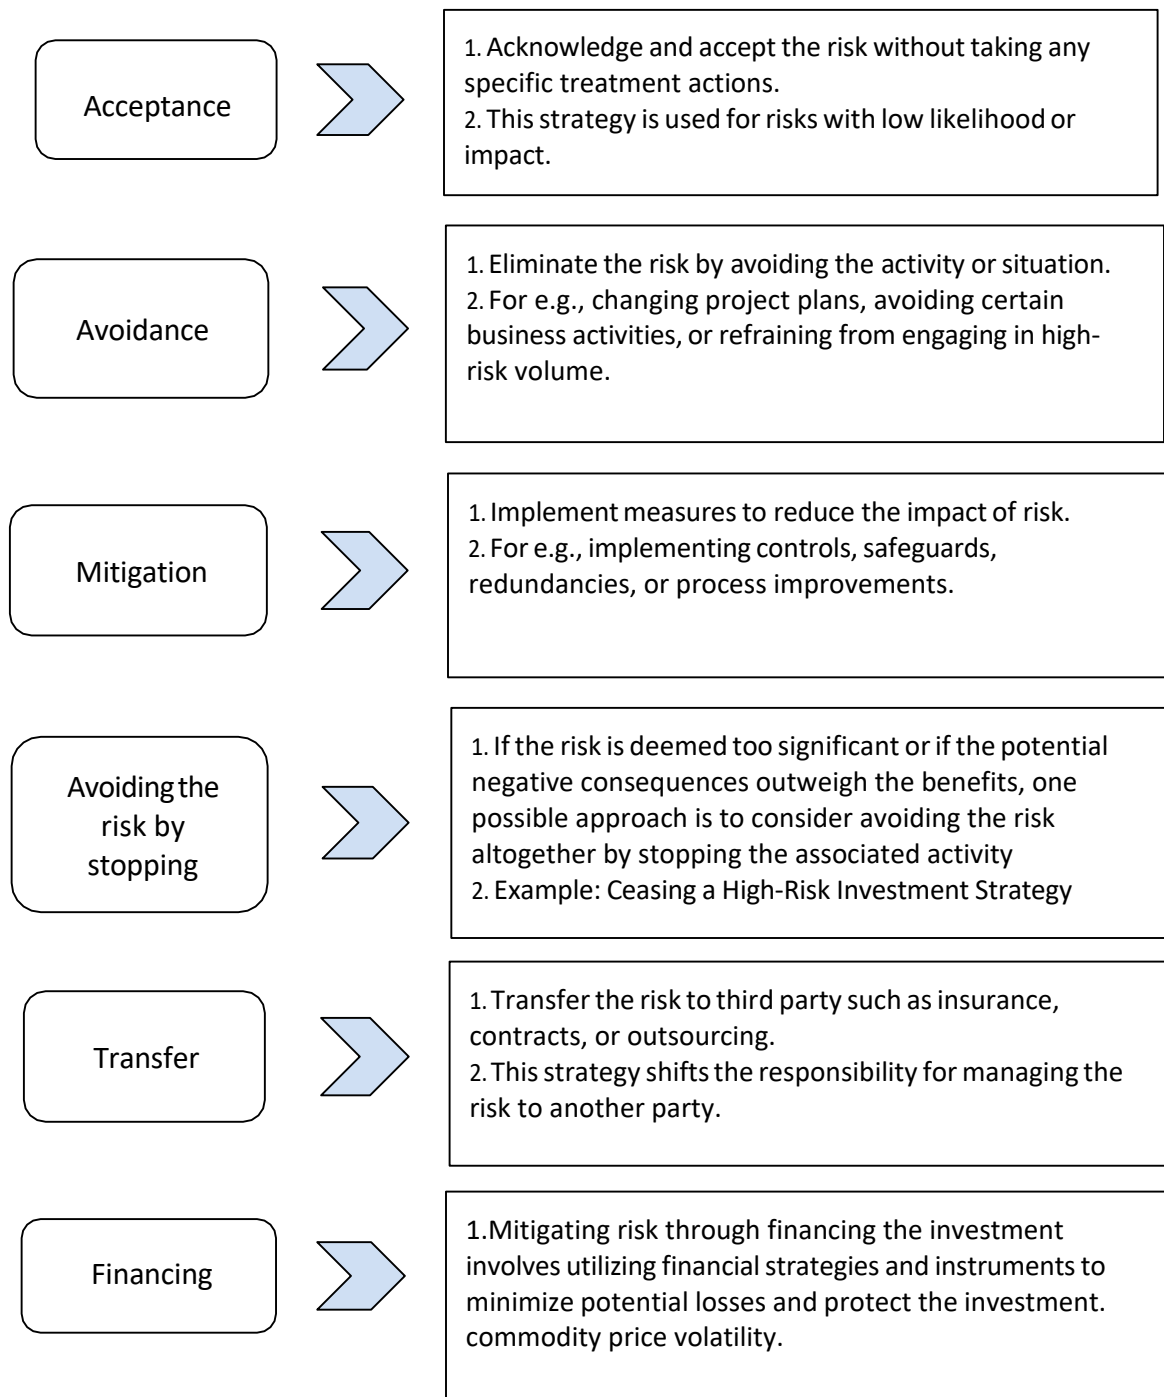 Acceptance
1. Acknowledge and accept the risk without taking any
specific treatment actions.
2. This strategy is used for risks with low likelihood or
impact.
Avoidance
1. Eliminate the risk by avoiding the activity or situation.
2. For e.g., changing project plans, avoiding certain
business activities, or refraining from engaging in high-
risk volume.
Mitigation
1. Implement measures to reduce the impact of risk.
2. For e.g., implementing controls, safeguards,
redundancies, or process improvements.
Avoiding the
risk by
stopping
1. If the risk is deemed too significant or if the potential
negative consequences outweigh the benefits, one
possible approach is to consider avoiding the risk
altogether by stopping the associated activity
2. Example: Ceasing a High-Risk Investment Strategy
Transfer
1. Transfer the risk to third party such as insurance,
contracts, or outsourcing.
2. This strategy shifts the responsibility for managing the
risk to another party.
Financing
1.Mitigating risk through financing the investment
involves utilizing financial strategies and instruments to
minimize potential losses and protect the investment.
commodity price volatility.